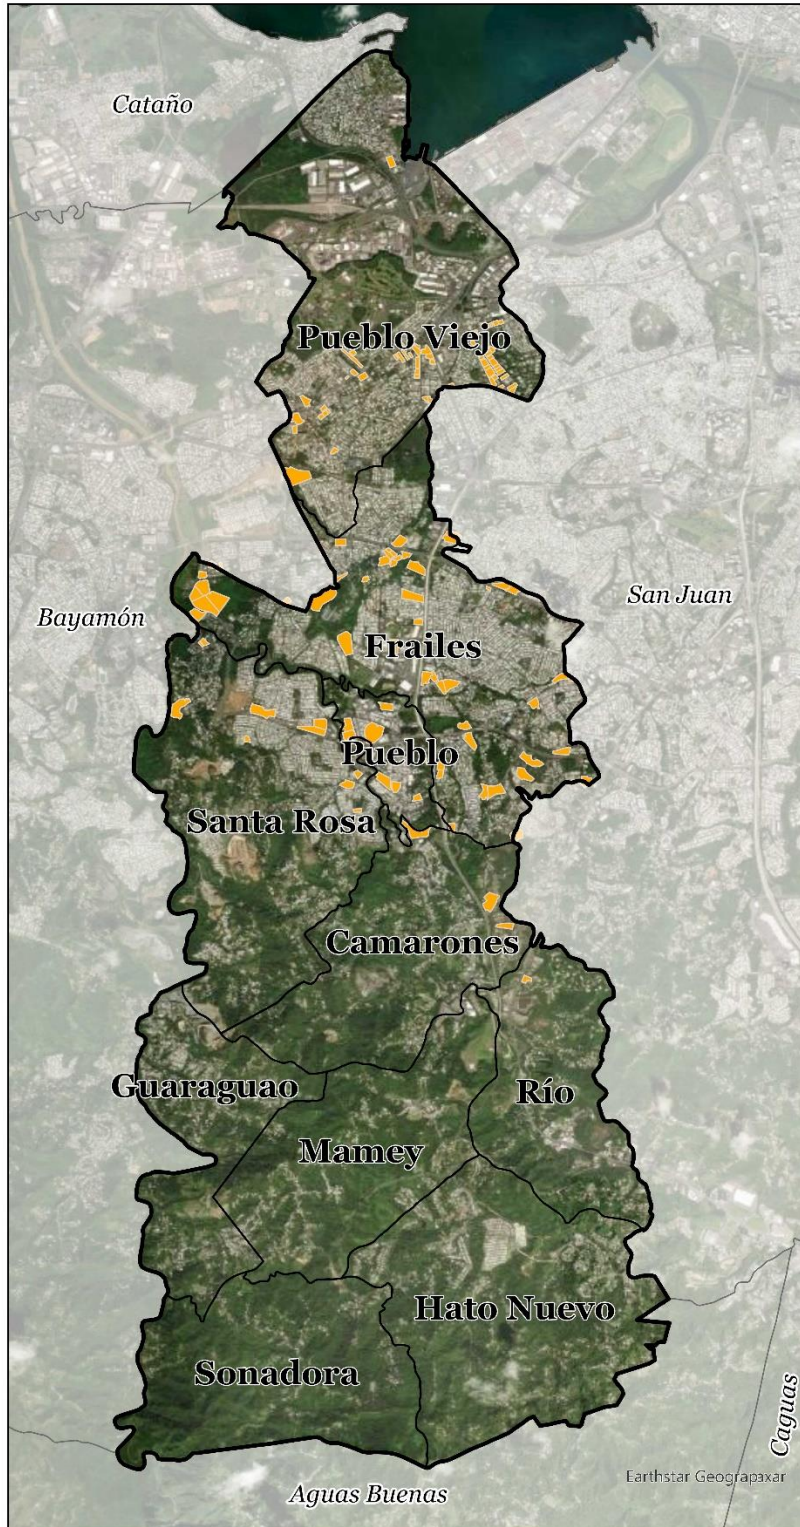 Cataño
Pueblo Viejo
San Juan
Bayamón
Frailes
Pueblo
Santa Rosa
Camarones
Guaraguao
Río
Mamey
Hato Nuevo
Sonadora
Caguas
Earthstar Geograpaxar
Aguas Buenas